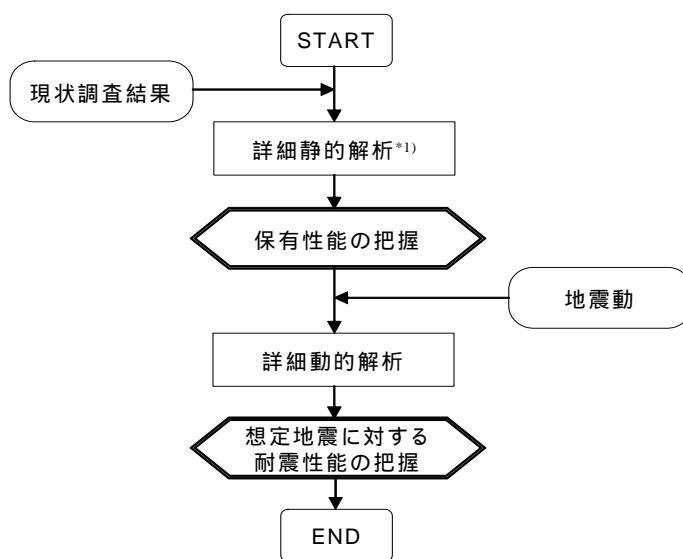 START
現状調査結果
詳細静的解析*1)
保有性能の把握
地震動
詳細動的解析
想定地震に対する
耐震性能の把握
END